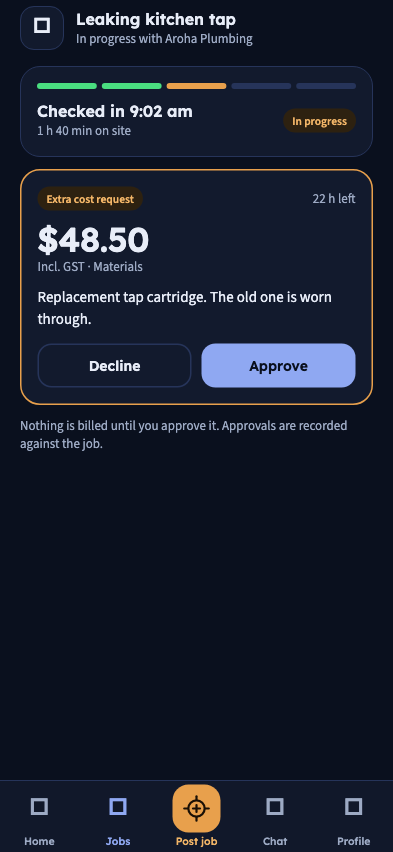 Leaking kitchen tap
In progress with Aroha Plumbing
Checked in 9:02 am
1 h 40 min on site
In progress
Extra cost request
22 h left
$48.50
Incl. GST · Materials
Replacement tap cartridge. The old one is worn
through.
Decline
Approve
Nothing is billed until you approve it. Approvals are recorded
against the job.
Home
Jobs
Post job
Chat
Profile